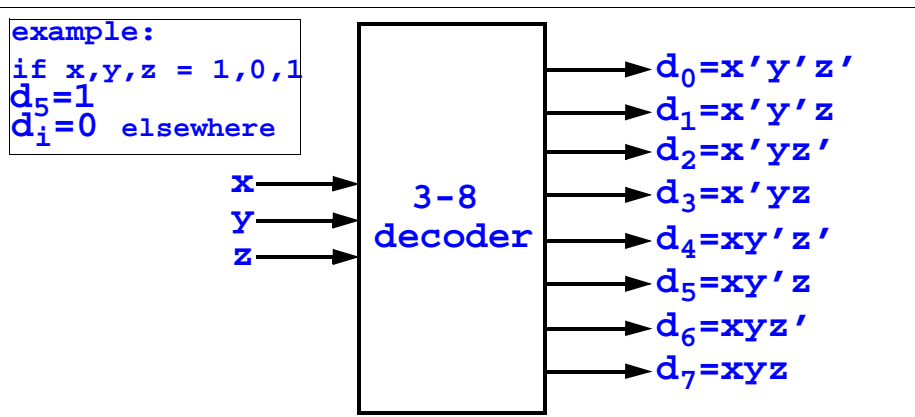 example:
if x,y,z = 1,0,1
d5=1
di=0 elsewhere
x
y
z
3-8
decoder
d0=x′y′z′
d1=x′y′z
d2=x′yz′
d3=x′yz
d4=xy′z′
d5=xy′z
d6=xyz′
d7=xyz